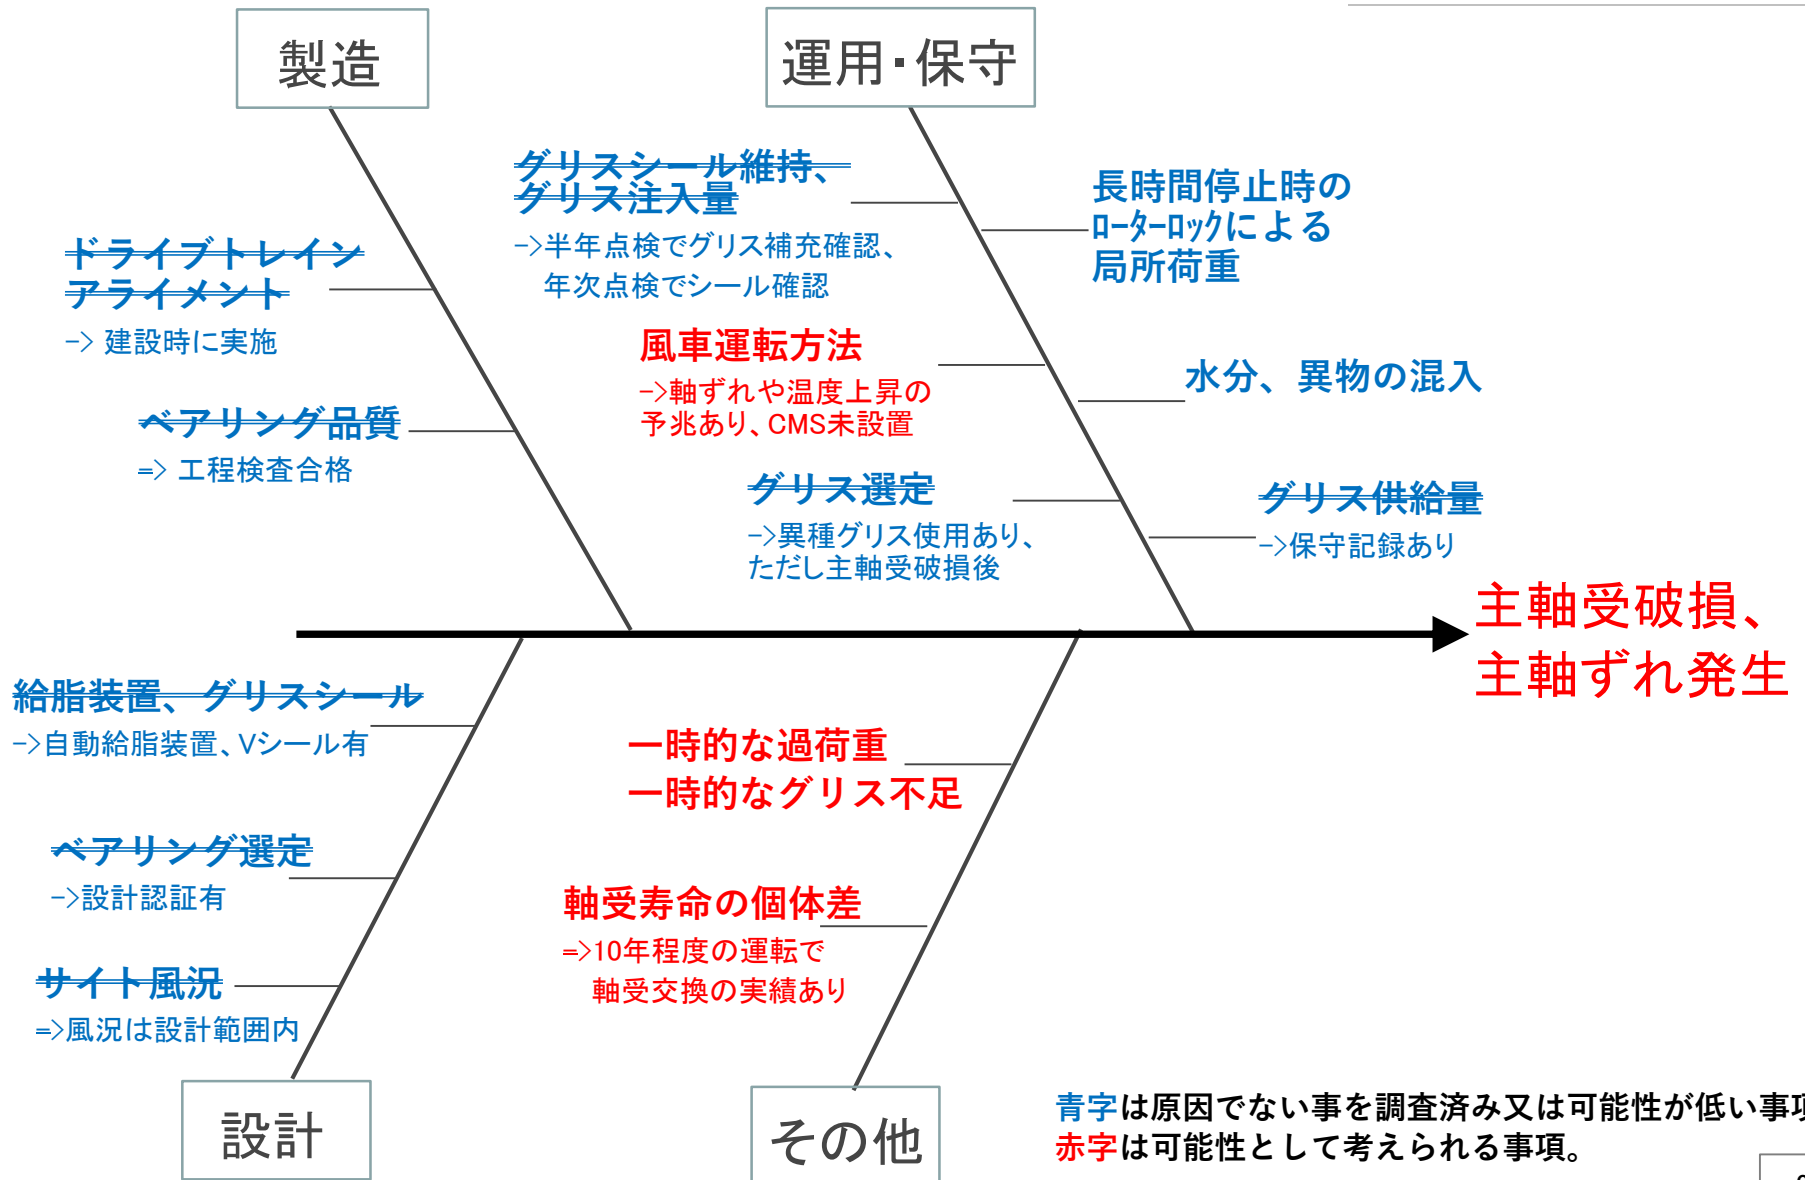 製造
運用・保守
グリスシール維持、
グリス注入量
->半年点検でグリス補充確認、
年次点検でシール確認
長時間停止時の
ローターロックによる
局所荷重
ドライブトレイン
アライメント
-> 建設時に実施
風車運転方法
->軸ずれや温度上昇の
予兆あり、CMS未設置
水分、異物の混入
ベアリング品質
=> 工程検査合格
グリス選定
->異種グリス使用あり、
ただし主軸受破損後
グリス供給量
->保守記録あり
主軸受破損、
主軸ずれ発生
給脂装置、グリスシール
->自動給脂装置、Vシール有
一時的な過荷重
一時的なグリス不足
ベアリング選定
->設計認証有
軸受寿命の個体差
=>10年程度の運転で
軸受交換の実績あり
サイト風況
=>風況は設計範囲内
設計
その他
青字は原因でない事を調査済み又は可能性が低い事項
赤字は可能性として考えられる事項。